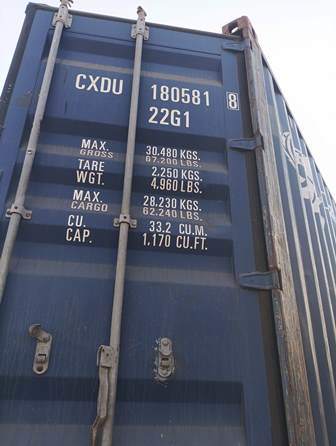 CXDU 180581 8
22G1
MAX. GROSS 30.480 KGS.
67.200 LBS.
TARE WGT. 2.250 KGS.
4.960 LBS.
MAX. CARGO 28.230 KGS.
62.240 LBS.
CU. CAP. 33.2 CU.M.
1.170 CU.FT.